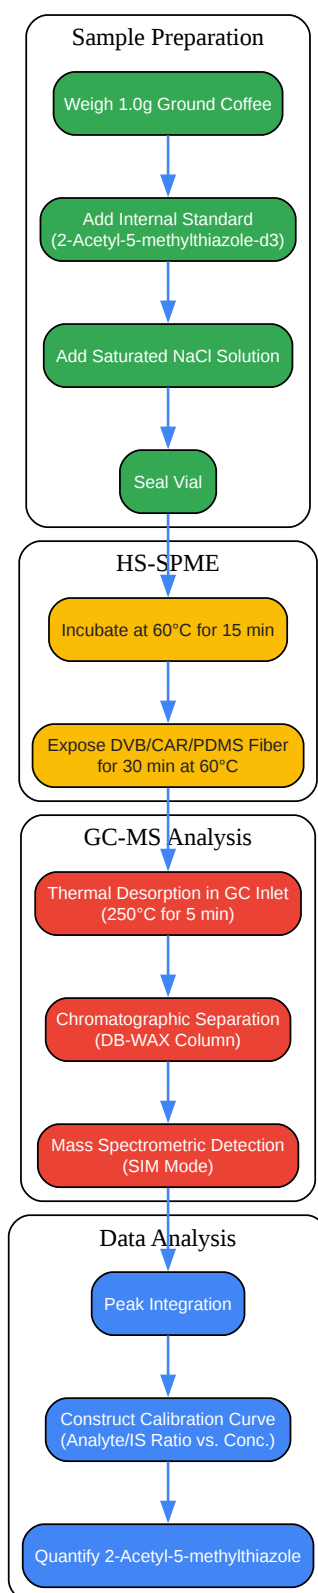 Sample Preparation
Weigh 1.0g Ground Coffee
Add Internal Standard
(2-Acetyl-5-methylthiazole-d3)
Add Saturated NaCl Solution
Seal Vial
HS-SPME
Incubate at 60°C for 15 min
Expose DVB/CAR/PDMS Fiber
for 30 min at 60°C
GC-MS Analysis
Thermal Desorption in GC Inlet
(250°C for 5 min)
Chromatographic Separation
(DB-WAX Column)
Mass Spectrometric Detection
(SIM Mode)
Data Analysis
Peak Integration
Construct Calibration Curve
(Analyte/IS Ratio vs. Conc.)
Quantify 2-Acetyl-5-methylthiazole